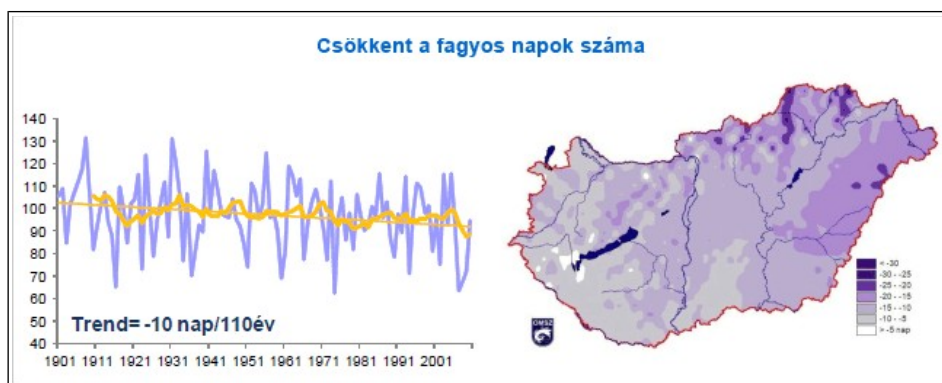 Csökkent a fagyos napok száma
140
130
120
110
100
90
80
70
60
50
40
Trend= -10 nap/110év
1901 1911 1921 1931 1941 1951 1961 1971 1981 1991 2001
< -30
-30 - -25
-25 - -20
-20 - -15
-15 - -10
-10 - -5
> -5 nap
OMSZ